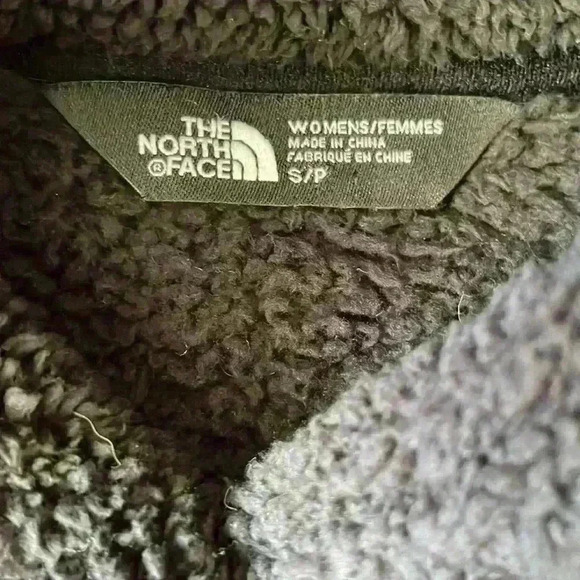 THE
NORTH
®FACE
WOMENS/FEMMES
MADE IN CHINA
FABRIQUÉ EN CHINE
S/P